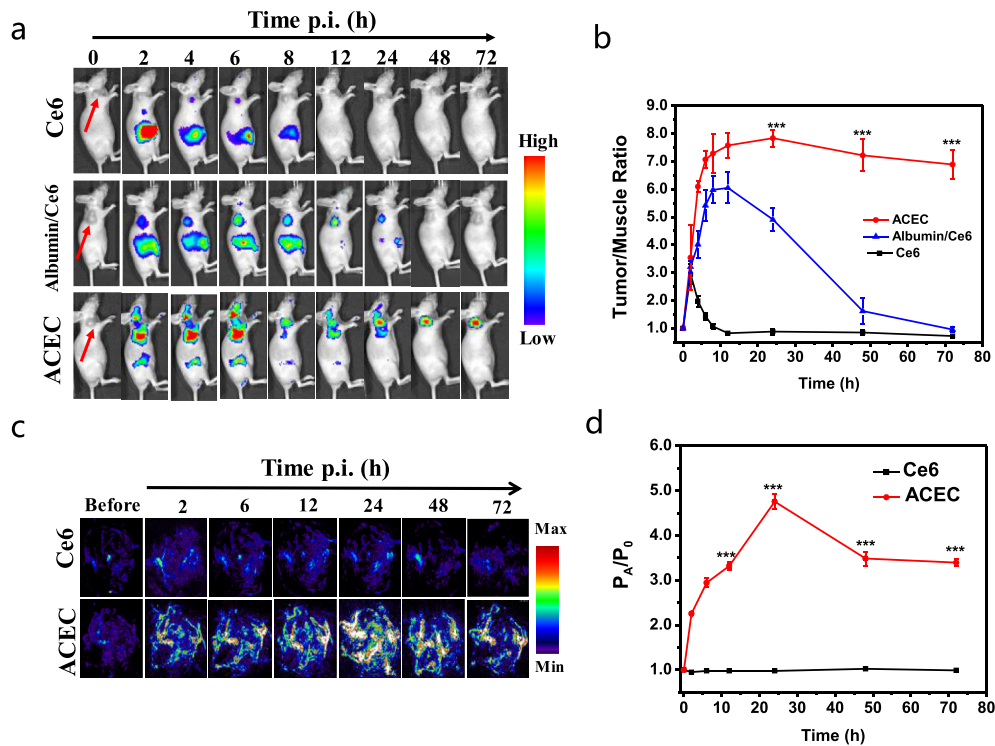 a
Time p.i. (h)
0 2 4 6 8 12 24 48 72
Ce6
Albumin/Ce6
ACEC
High
Low
b
Tumor/Muscle Ratio
9.0
8.0
7.0
6.0
5.0
4.0
3.0
2.0
1.0
*** *** ***
ACEC
Albumin/Ce6
Ce6
0 10 20 30 40 50 60 70 80
Time (h)
c
Time p.i. (h)
Before 2 6 12 24 48 72
Ce6
ACEC
Max
Min
d
P_A/P_0
6.0
5.0
4.0
3.0
2.0
1.0
*** *** *** ***
Ce6
ACEC
0 10 20 30 40 50 60 70 80
Time (h)